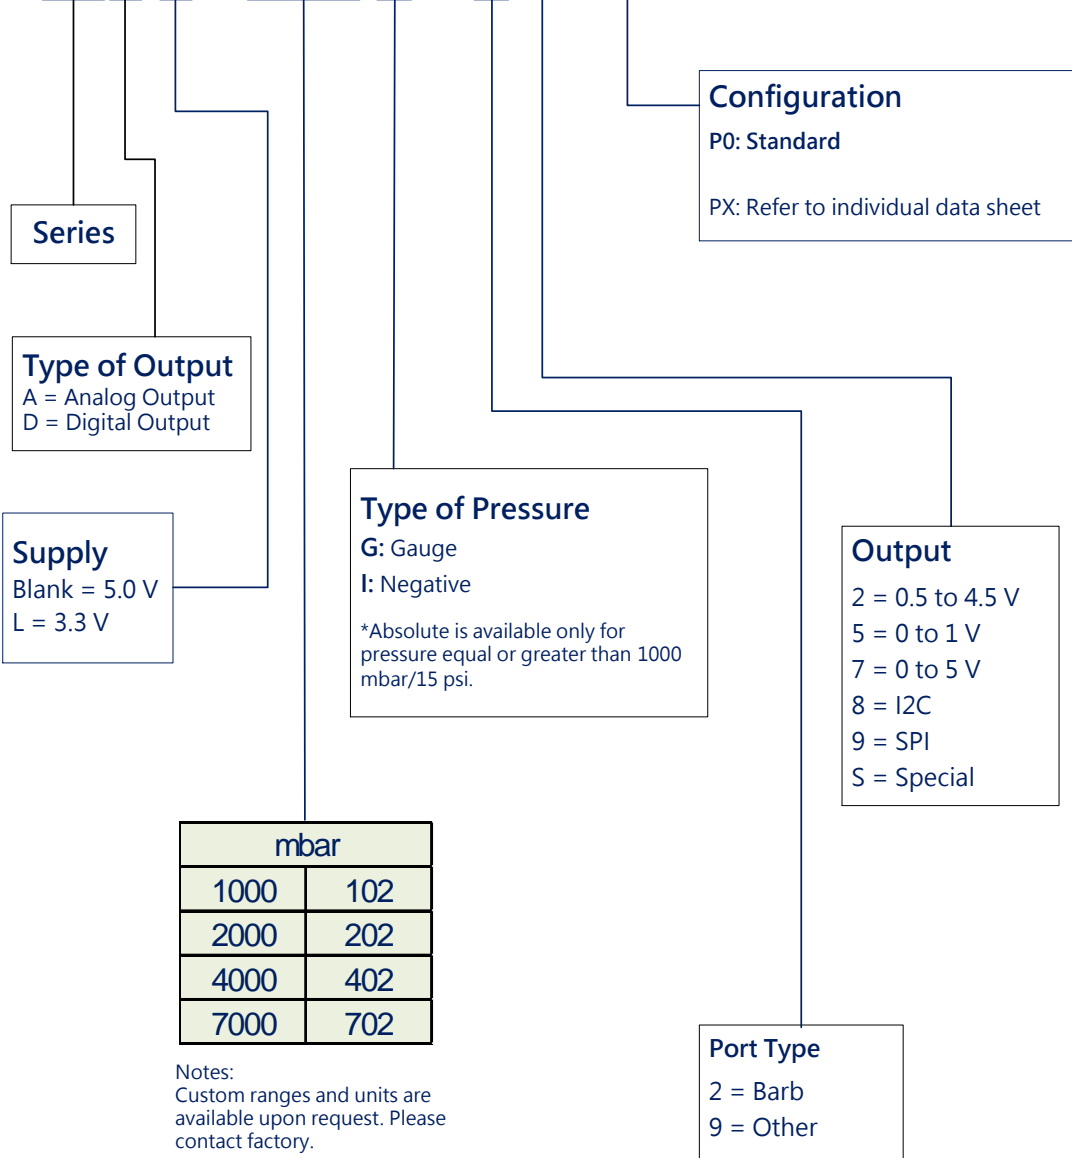 Configuration
P0: Standard
PX: Refer to individual data sheet
Series
Type of Output
A = Analog Output
D = Digital Output
Supply
Blank = 5.0 V
L = 3.3 V
Type of Pressure
G: Gauge
I: Negative
*Absolute is available only for
pressure equal or greater than 1000
mbar/15 psi.
Output
2 = 0.5 to 4.5 V
5 = 0 to 1 V
7 = 0 to 5 V
8 = I2C
9 = SPI
S = Special
mbar
1000 102
2000 202
4000 402
7000 702
Notes:
Custom ranges and units are
available upon request. Please
contact factory.
Port Type
2 = Barb
9 = Other